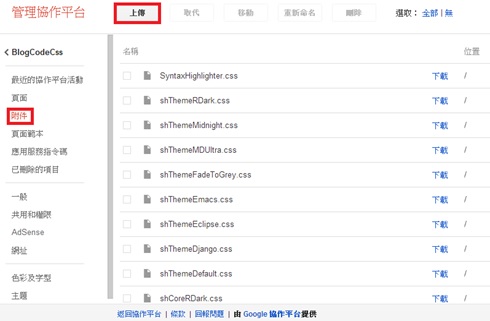 管理協作平台
上傳 取代 移動 重新命名 刪除 選取： 全部 | 無
BlogCodeCss
最近的協作平台活動
頁面
附件
頁面範本
應用服務指令碼
已刪除的項目
一般
共用和權限
AdSense
網址
色彩及字型
主題
名稱 位置
SyntaxHighlighter.css 下載 /
shThemeRDark.css 下載 /
shThemeMidnight.css 下載 /
shThemeMDUltra.css 下載 /
shThemeFadeToGrey.css 下載 /
shThemeEmacs.css 下載 /
shThemeEclipse.css 下載 /
shThemeDjango.css 下載 /
shThemeDefault.css 下載 /
shCoreRDark.css 下載 /
返回協作平台 | 條款 | 回報問題 | 由 Google 協作平台提供